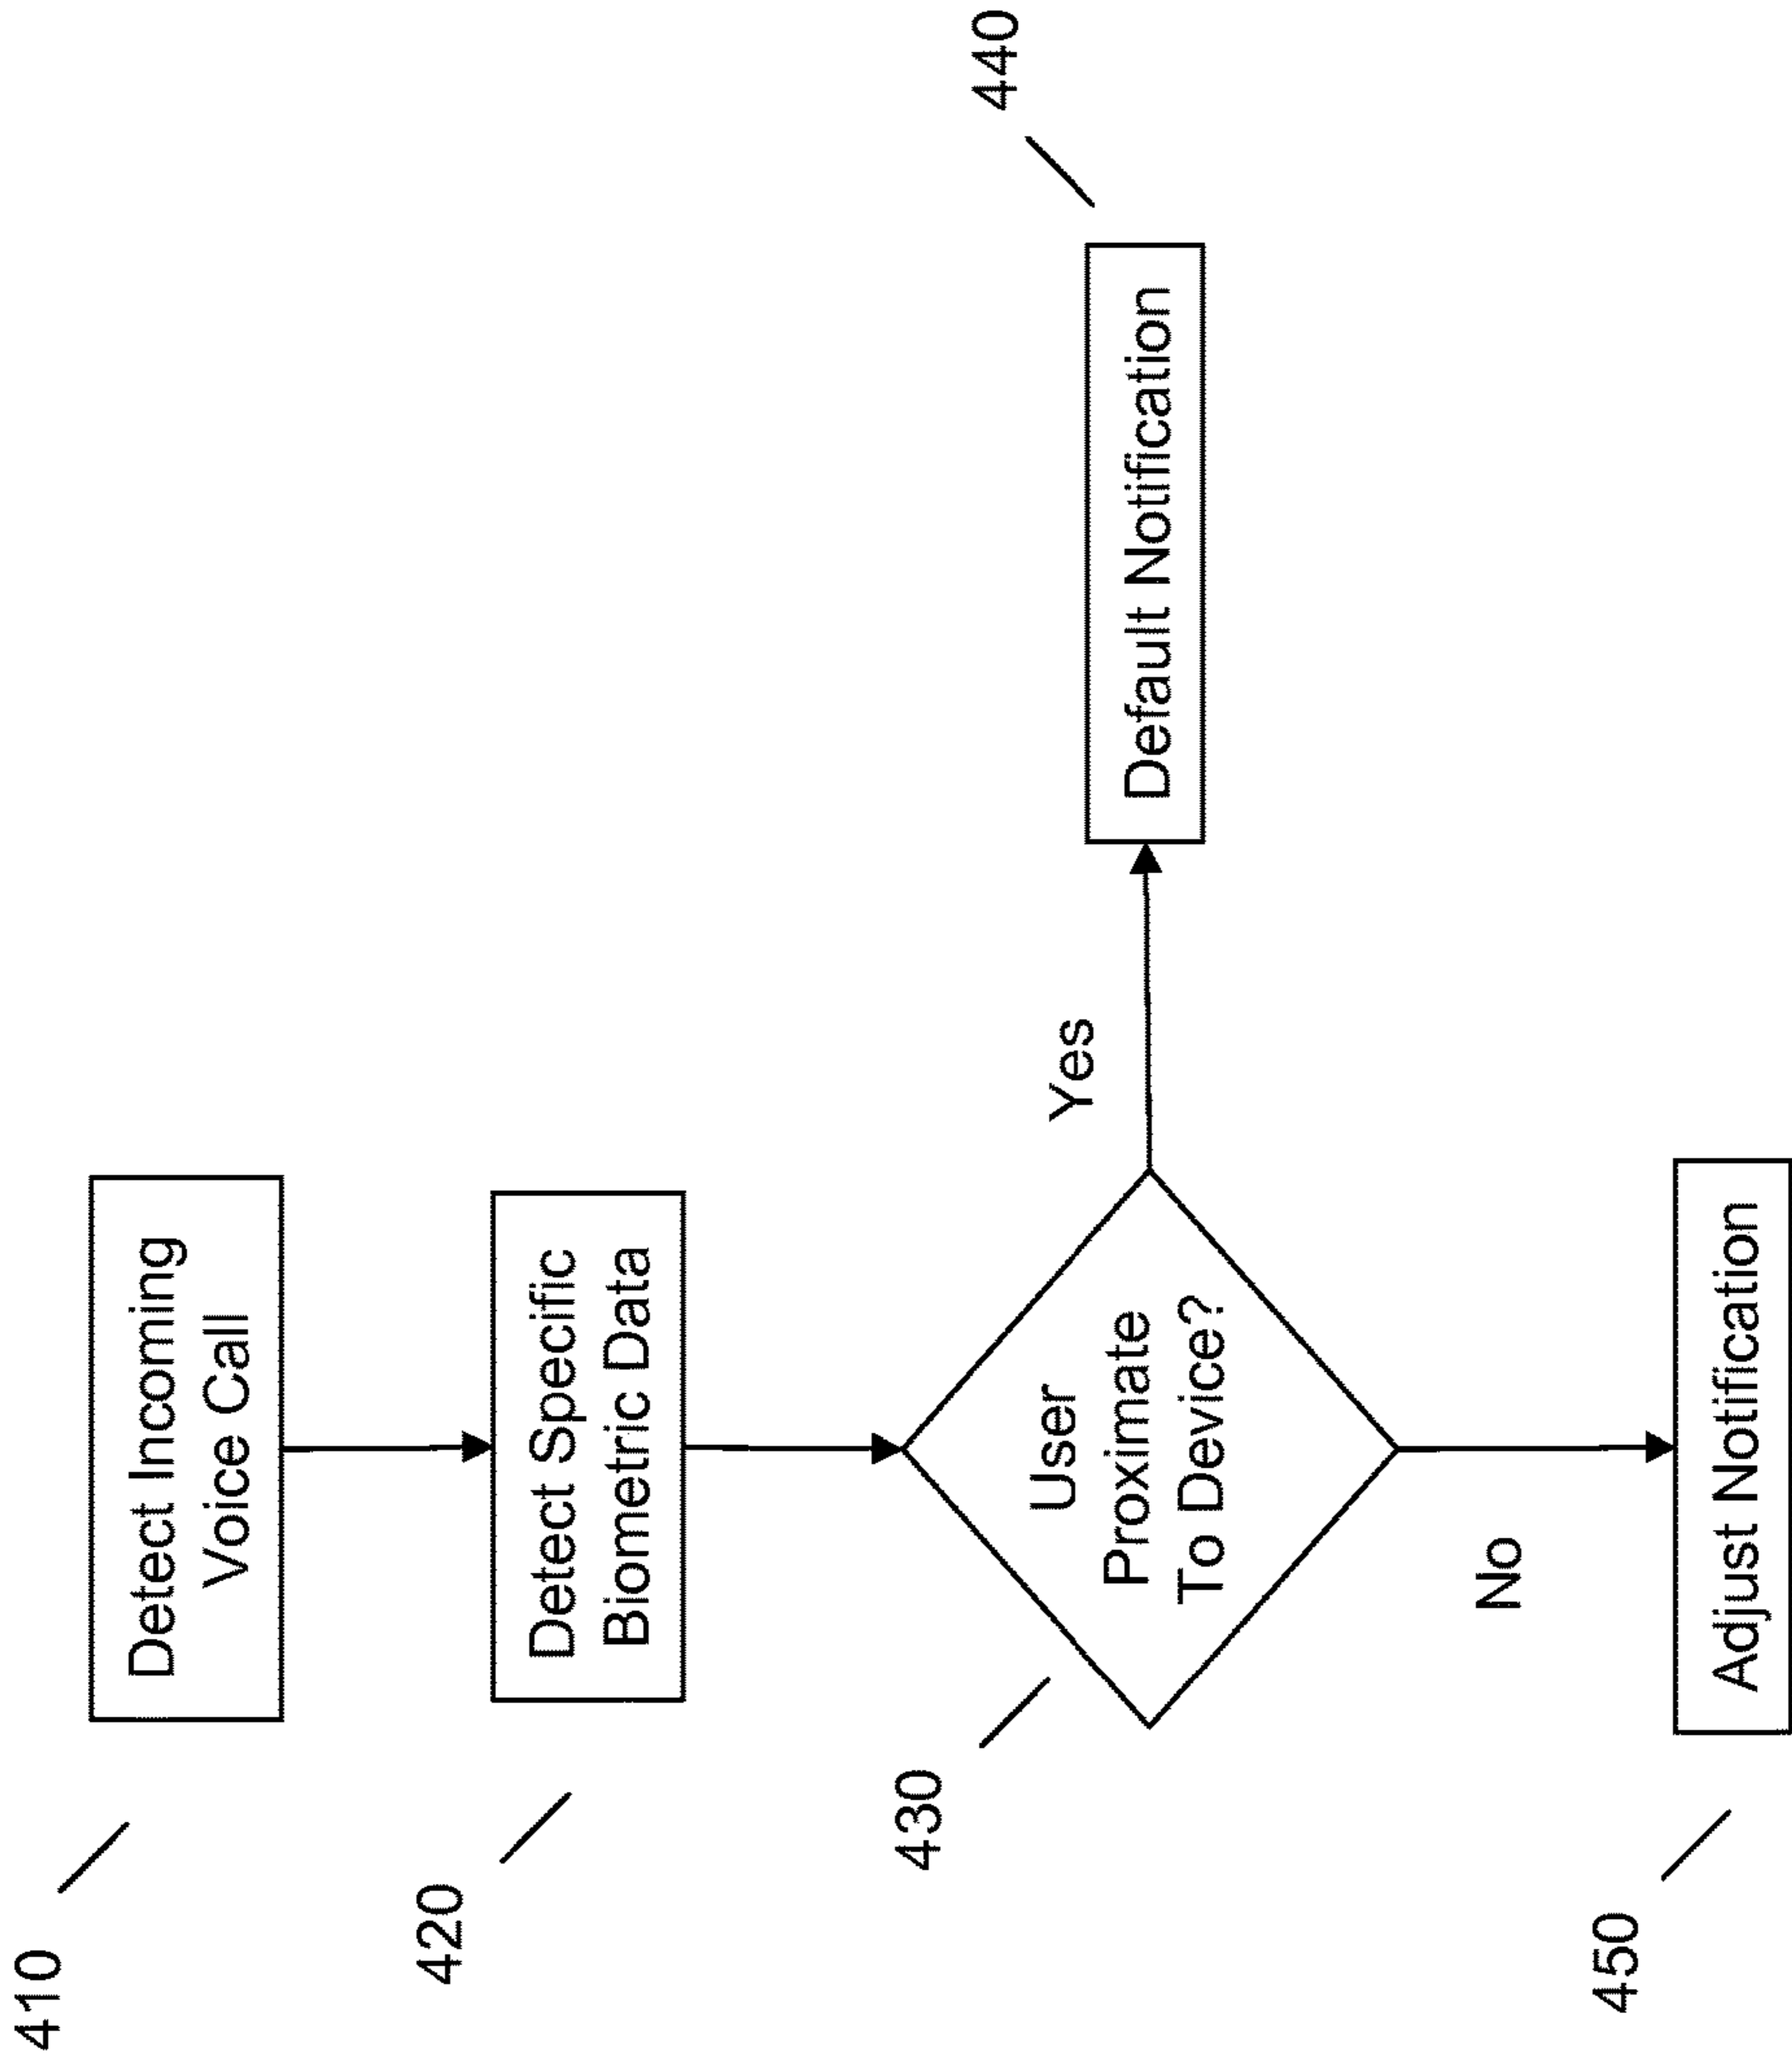 410
Detect Incoming
Voice Call
420
Detect Specific
Biometric Data
430
User
Proximate
To Device?
Yes
440
Default Notification
No
450
Adjust Notification